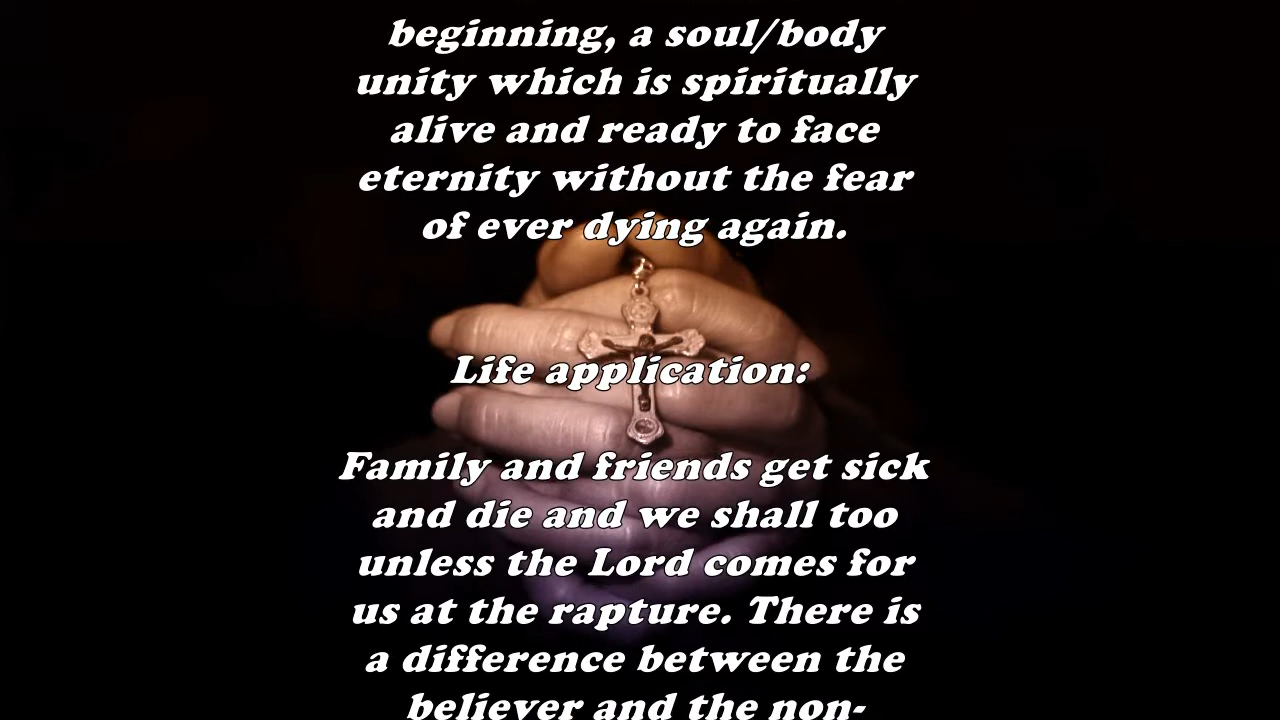 beginning, a soul/body
unity which is spiritually
alive and ready to face
eternity without the fear
of ever dying again.
Life application:
Family and friends get sick
and die and we shall too
unless the Lord comes for
us at the rapture. There is
a difference between the
believer and the non-